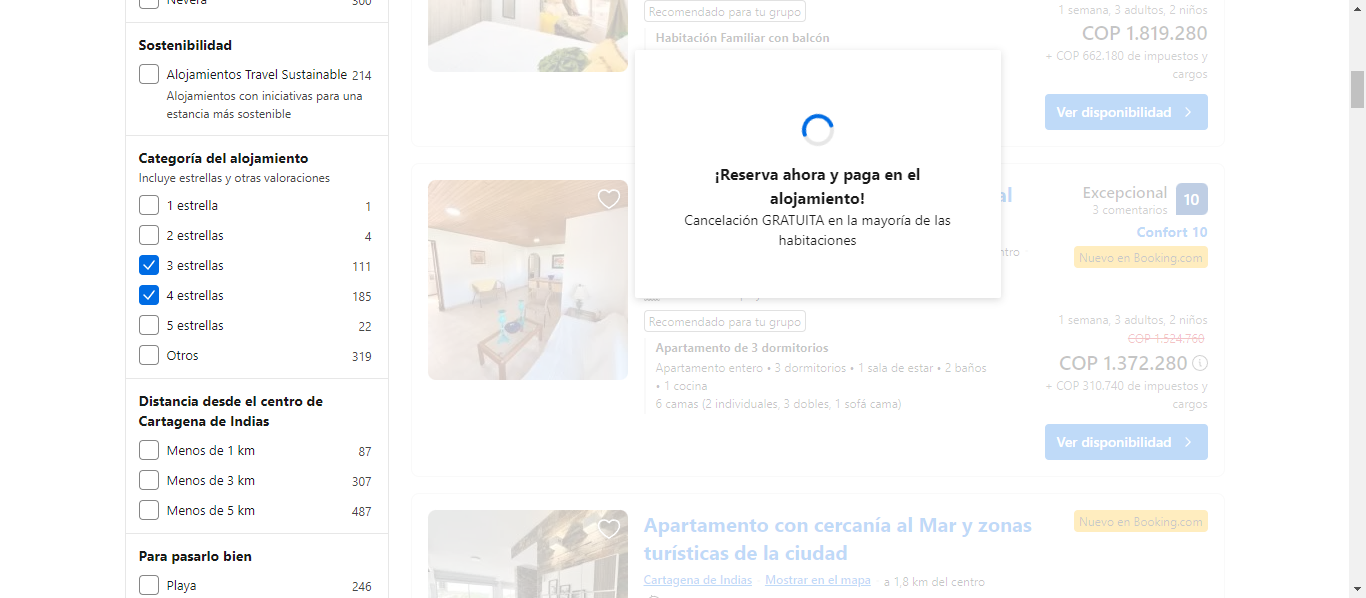 Nevera 300
Sostenibilidad
Alojamientos Travel Sustainable 214
Alojamientos con iniciativas para una
estancia más sostenible
Categoría del alojamiento
Incluye estrellas y otras valoraciones
1 estrella 1
2 estrellas 4
3 estrellas 111
4 estrellas 185
5 estrellas 22
Otros 319
Distancia desde el centro de
Cartagena de Indias
Menos de 1 km 87
Menos de 3 km 307
Menos de 5 km 487
Para pasarlo bien
Playa 246
Recomendado para tu grupo
Habitación Familiar con balcón
1 semana, 3 adultos, 2 niños
COP 1.819.280
+ COP 662.180 de impuestos y
cargos
Ver disponibilidad
¡Reserva ahora y paga en el
alojamiento!
Cancelación GRATUITA en la mayoría de las
habitaciones
Excepcional 10
3 comentarios
Confort 10
Nuevo en Booking.com
Recomendado para tu grupo
Apartamento de 3 dormitorios
Apartamento entero • 3 dormitorios • 1 sala de estar • 2 baños
• 1 cocina
6 camas (2 individuales, 3 dobles, 1 sofá cama)
1 semana, 3 adultos, 2 niños
COP 1.524.760
COP 1.372.280
+ COP 310.740 de impuestos y
cargos
Ver disponibilidad
Apartamento con cercanía al Mar y zonas
turísticas de la ciudad
Nuevo en Booking.com
Cartagena de Indias Mostrar en el mapa a 1,8 km del centro